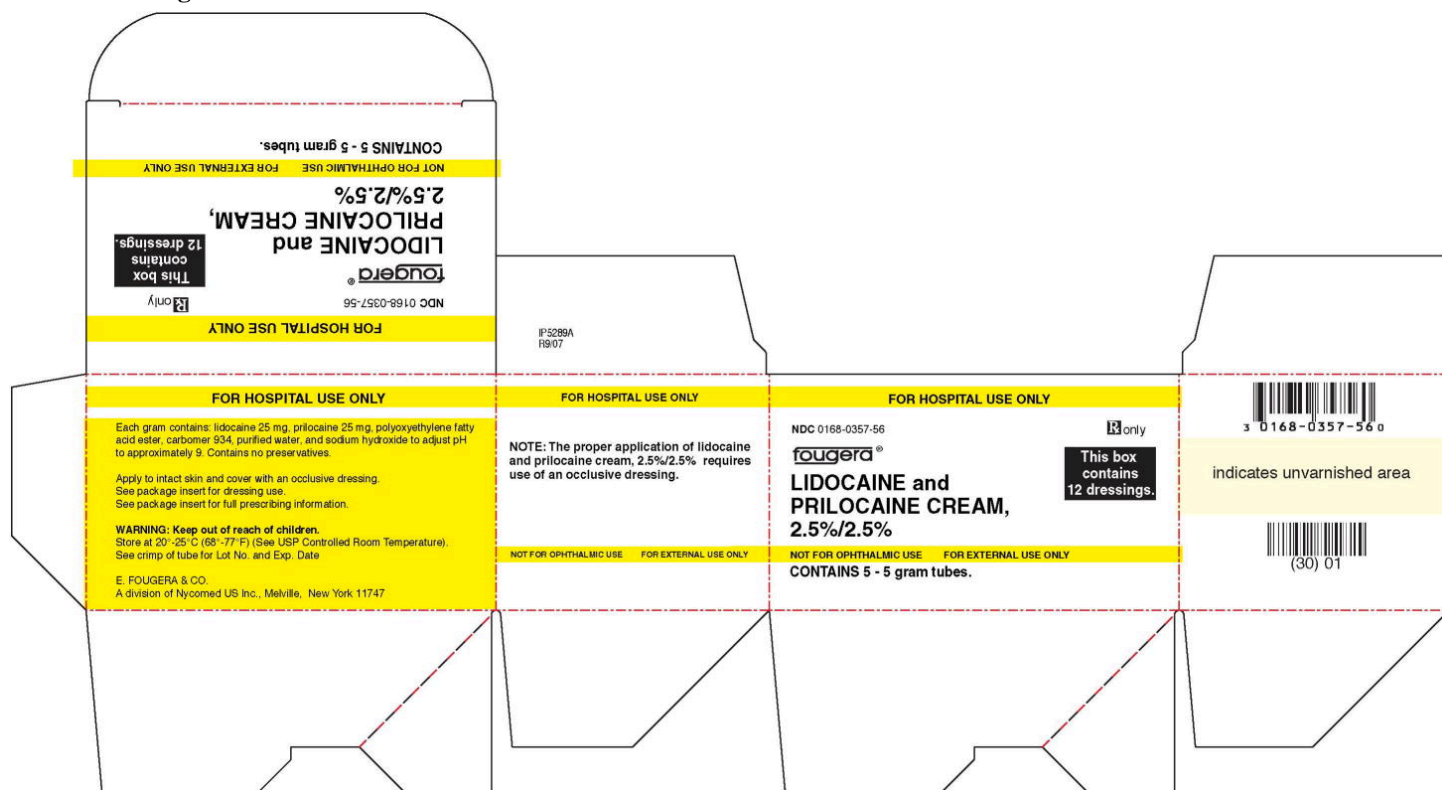 CONTAINS 5 - 5 gram tubes.
NOT FOR OPHTHALMIC USE FOR EXTERNAL USE ONLY
2.5%/2.5%
PRILOCAINE CREAM,
LIDOCAINE and
fougera®
NDC 0168-0357-56
This box
contains
12 dressings.
Rx only
FOR HOSPITAL USE ONLY
IP5289A
R9/07
FOR HOSPITAL USE ONLY
Each gram contains: lidocaine 25 mg, prilocaine 25 mg, polyoxyethylene fatty
acid ester, carbomer 934, purified water, and sodium hydroxide to adjust pH
to approximately 9. Contains no preservatives.
Apply to intact skin and cover with an occlusive dressing.
See package insert for dressing use.
See package insert for full prescribing information.
WARNING: Keep out of reach of children.
Store at 20°-25°C (68°-77°F) (See USP Controlled Room Temperature).
See crimp of tube for Lot No. and Exp. Date
E. FOUGERA & CO.
A division of Nycomed US Inc., Melville, New York 11747
FOR HOSPITAL USE ONLY
NOTE: The proper application of lidocaine
and prilocaine cream, 2.5%/2.5% requires
use of an occlusive dressing.
NOT FOR OPHTHALMIC USE FOR EXTERNAL USE ONLY
FOR HOSPITAL USE ONLY
NDC 0168-0357-56
Rx only
fougera®
This box
contains
12 dressings.
LIDOCAINE and
PRILOCAINE CREAM,
2.5%/2.5%
NOT FOR OPHTHALMIC USE FOR EXTERNAL USE ONLY
CONTAINS 5 - 5 gram tubes.
3 0168-0357-56 0
indicates unvarnished area
(30) 01